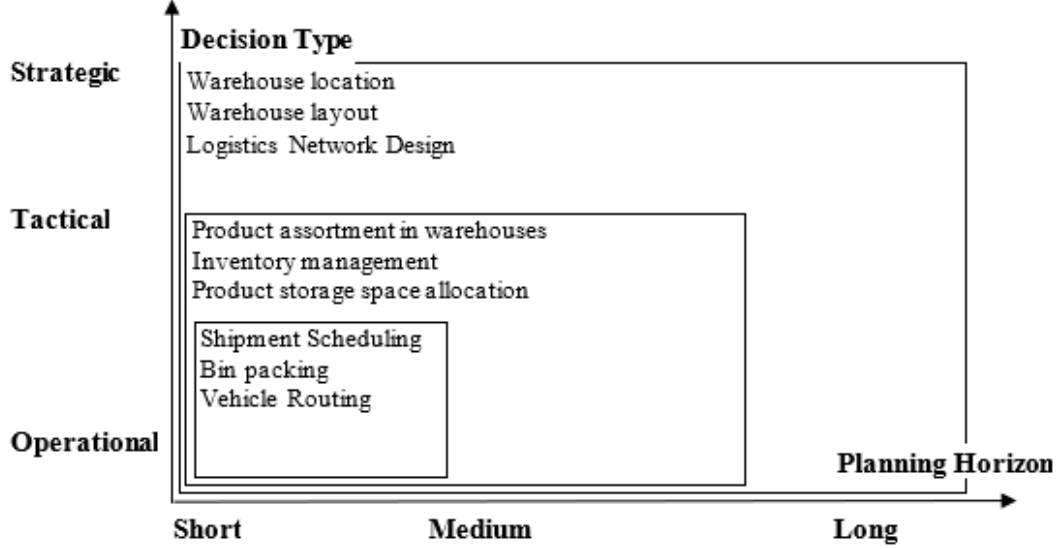 Decision Type
Strategic
Warehouse location
Warehouse layout
Logistics Network Design
Tactical
Product assortment in warehouses
Inventory management
Product storage space allocation
Shipment Scheduling
Bin packing
Vehicle Routing
Operational
Planning Horizon
Short Medium Long